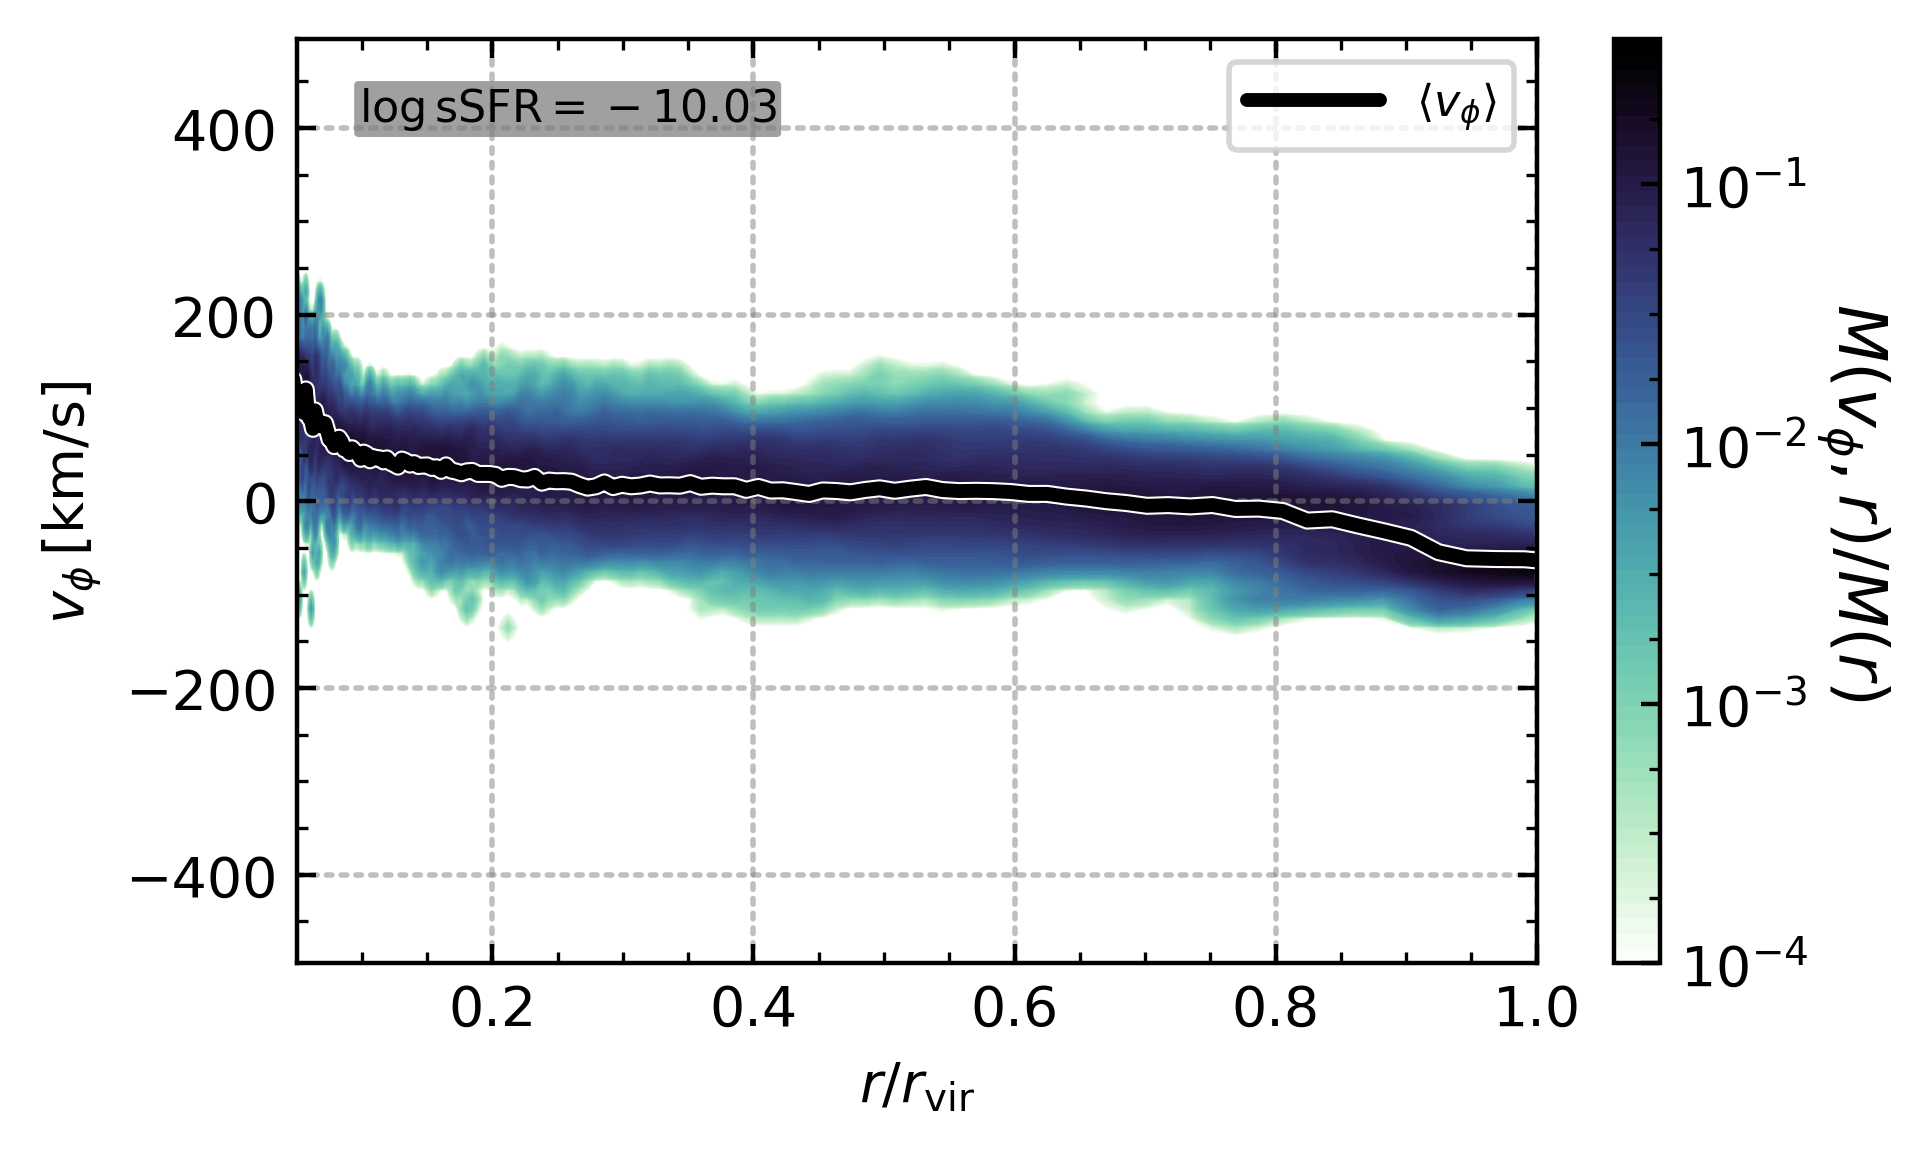 log sSFR = − 10.03
⟨v_ϕ⟩
400
200
0
−200
−400
v_ϕ [km/s]
0.2 0.4 0.6 0.8 1.0
r/r_vir
10^−1
10^−2
10^−3
10^−4
M(v_ϕ, r)/M(r)